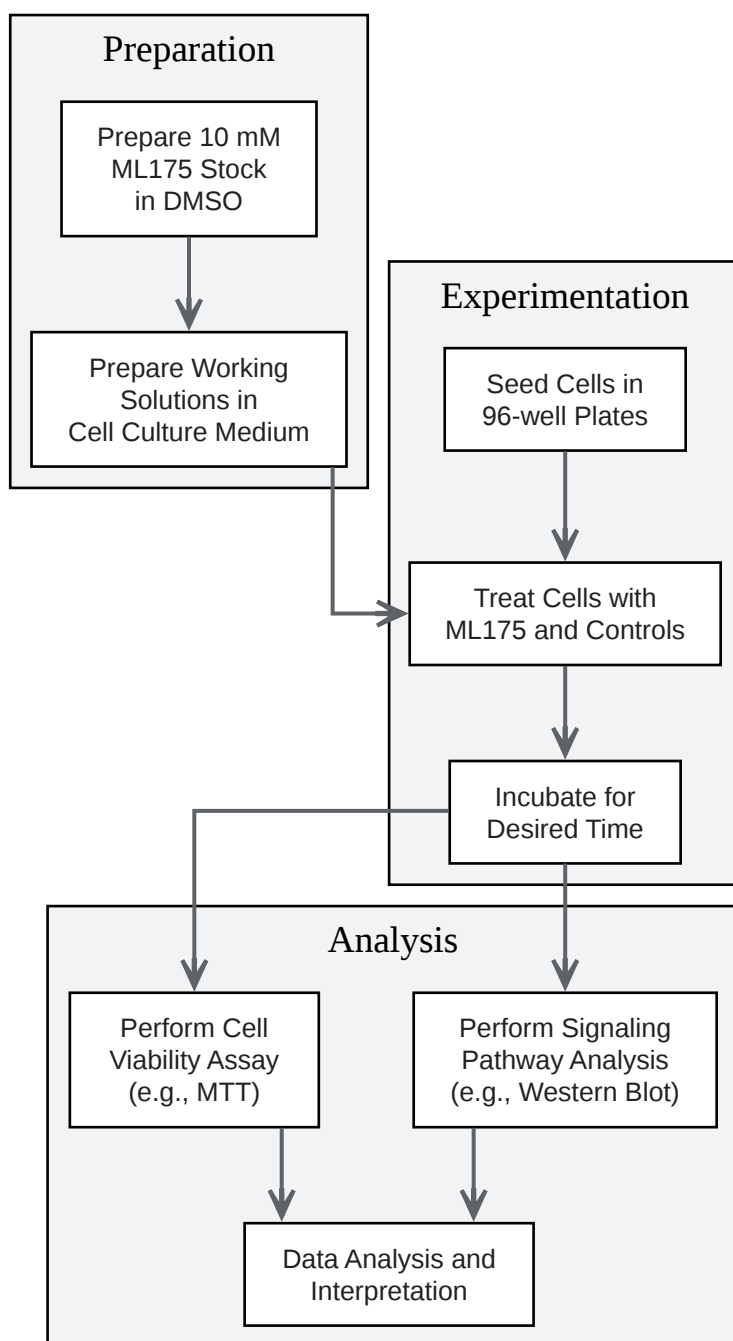 Preparation
Prepare 10 mM
ML175 Stock
in DMSO
Prepare Working
Solutions in
Cell Culture Medium
Experimentation
Seed Cells in
96-well Plates
Treat Cells with
ML175 and Controls
Incubate for
Desired Time
Analysis
Perform Cell
Viability Assay
(e.g., MTT)
Perform Signaling
Pathway Analysis
(e.g., Western Blot)
Data Analysis and
Interpretation